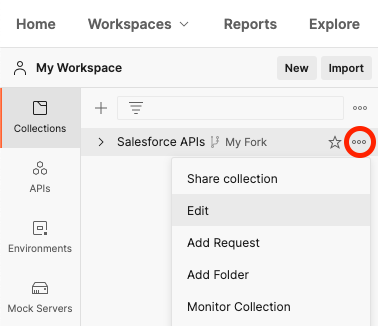 Home Workspaces Reports Explore
My Workspace New Import
Collections
Salesforce APIs My Fork
Share collection
APIs
Edit
Add Request
Environments
Add Folder
Mock Servers
Monitor Collection